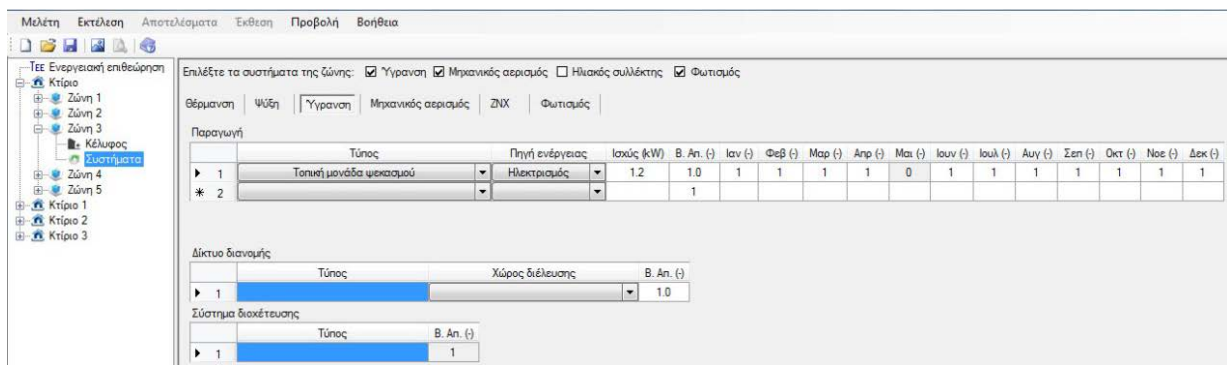 Μελέτη Εκτέλεση Αποτελέσματα Έκθεση Προβολή Βοήθεια
ΤΕΕ Ενεργειακή επιθεώρηση
Κτίριο
Ζώνη 1
Ζώνη 2
Ζώνη 3
Κέλυφος
Συστήματα
Ζώνη 4
Ζώνη 5
Κτίριο 1
Κτίριο 2
Κτίριο 3
Επιλέξτε τα συστήματα της ζώνης: Ύγρανση Μηχανικός αερισμός Ηλιακός συλλέκτης Φωτισμός
Θέρμανση Ψύξη Ύγρανση Μηχανικός αερισμός ΖΝΧ Φωτισμός
Παραγωγή
Τύπος Πηγή ενέργειας Ισχύς (kW) Β. Απ. (-) Ιαν (-) Φεβ (-) Μαρ (-) Απρ (-) Μαι (-) Ιουν (-) Ιουλ (-) Αυγ (-) Σεπ (-) Οκτ (-) Νοε (-) Δεκ (-)
1 Τοπική μονάδα ψεκασμού Ηλεκτρισμός 1.2 1.0 1 1 1 1 0 1 1 1 1 1 1 1
* 2 1
Δίκτυο διανομής
Τύπος Χώρος διέλευσης Β. Απ. (-)
1 1.0
Σύστημα διοχέτευσης
Τύπος Β. Απ. (-)
1 1